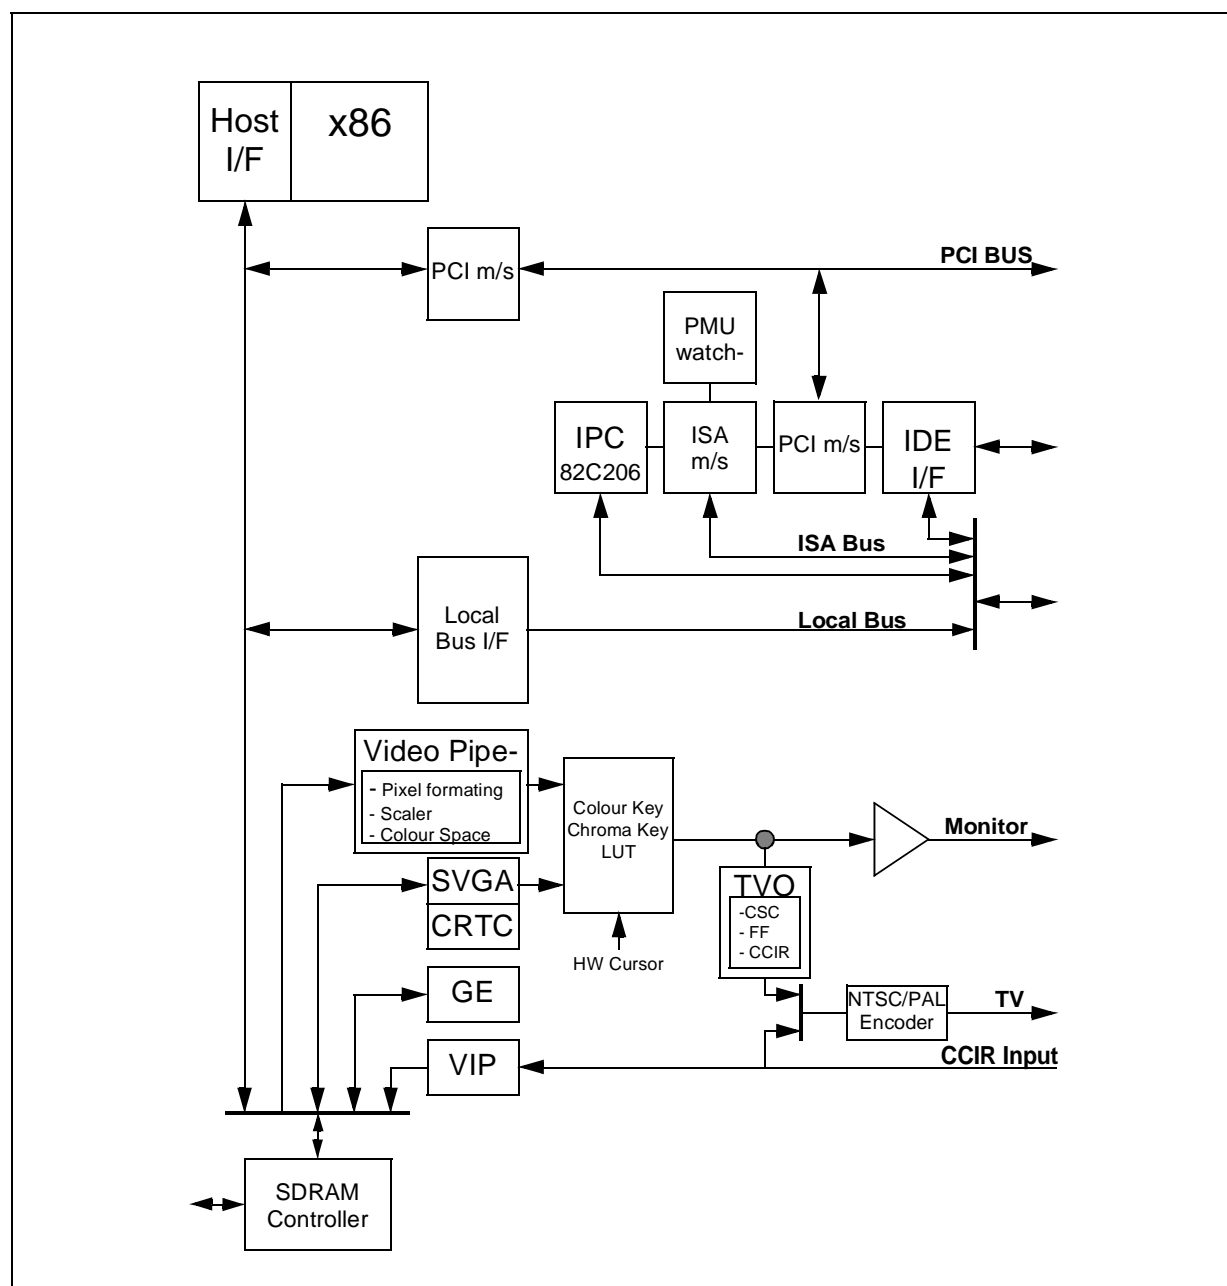 Host
I/F
x86
PCI m/s
PCI BUS
PMU
watch-
IPC
82C206
ISA
m/s
PCI m/s
IDE
I/F
ISA Bus
Local
Bus I/F
Local Bus
Video Pipe-
- Pixel formating
- Scaler
- Colour Space
Colour Key
Chroma Key
LUT
Monitor
SVGA
CRTC
TVO
-CSC
- FF
- CCIR
HW Cursor
GE
NTSC/PAL
Encoder
TV
VIP
CCIR Input
SDRAM
Controller